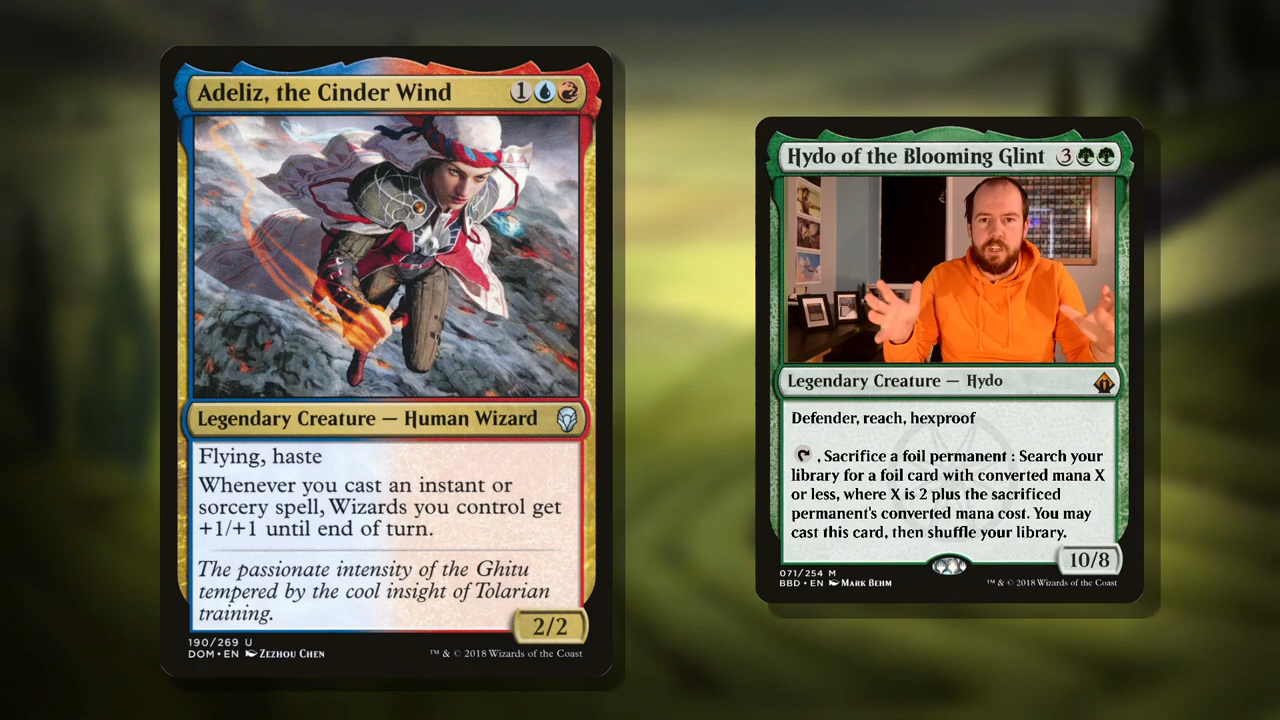 Adeliz, the Cinder Wind 1
Legendary Creature — Human Wizard
Flying, haste
Whenever you cast an instant or
sorcery spell, Wizards you control get
+1/+1 until end of turn.
The passionate intensity of the Ghitu
tempered by the cool insight of Tolarian
training.
2/2
190/269 U
DOM • EN Zezhou Chen
™ & © 2018 Wizards of the Coast
Hydo of the Blooming Glint 3
Legendary Creature — Hydo
Defender, reach, hexproof
, Sacrifice a foil permanent : Search your
library for a foil card with converted mana X
or less, where X is 2 plus the sacrificed
permanent's converted mana cost. You may
cast this card, then shuffle your library.
10/8
071/254 M
BBD • EN Mark Behm
™ & © 2018 Wizards of the Coast